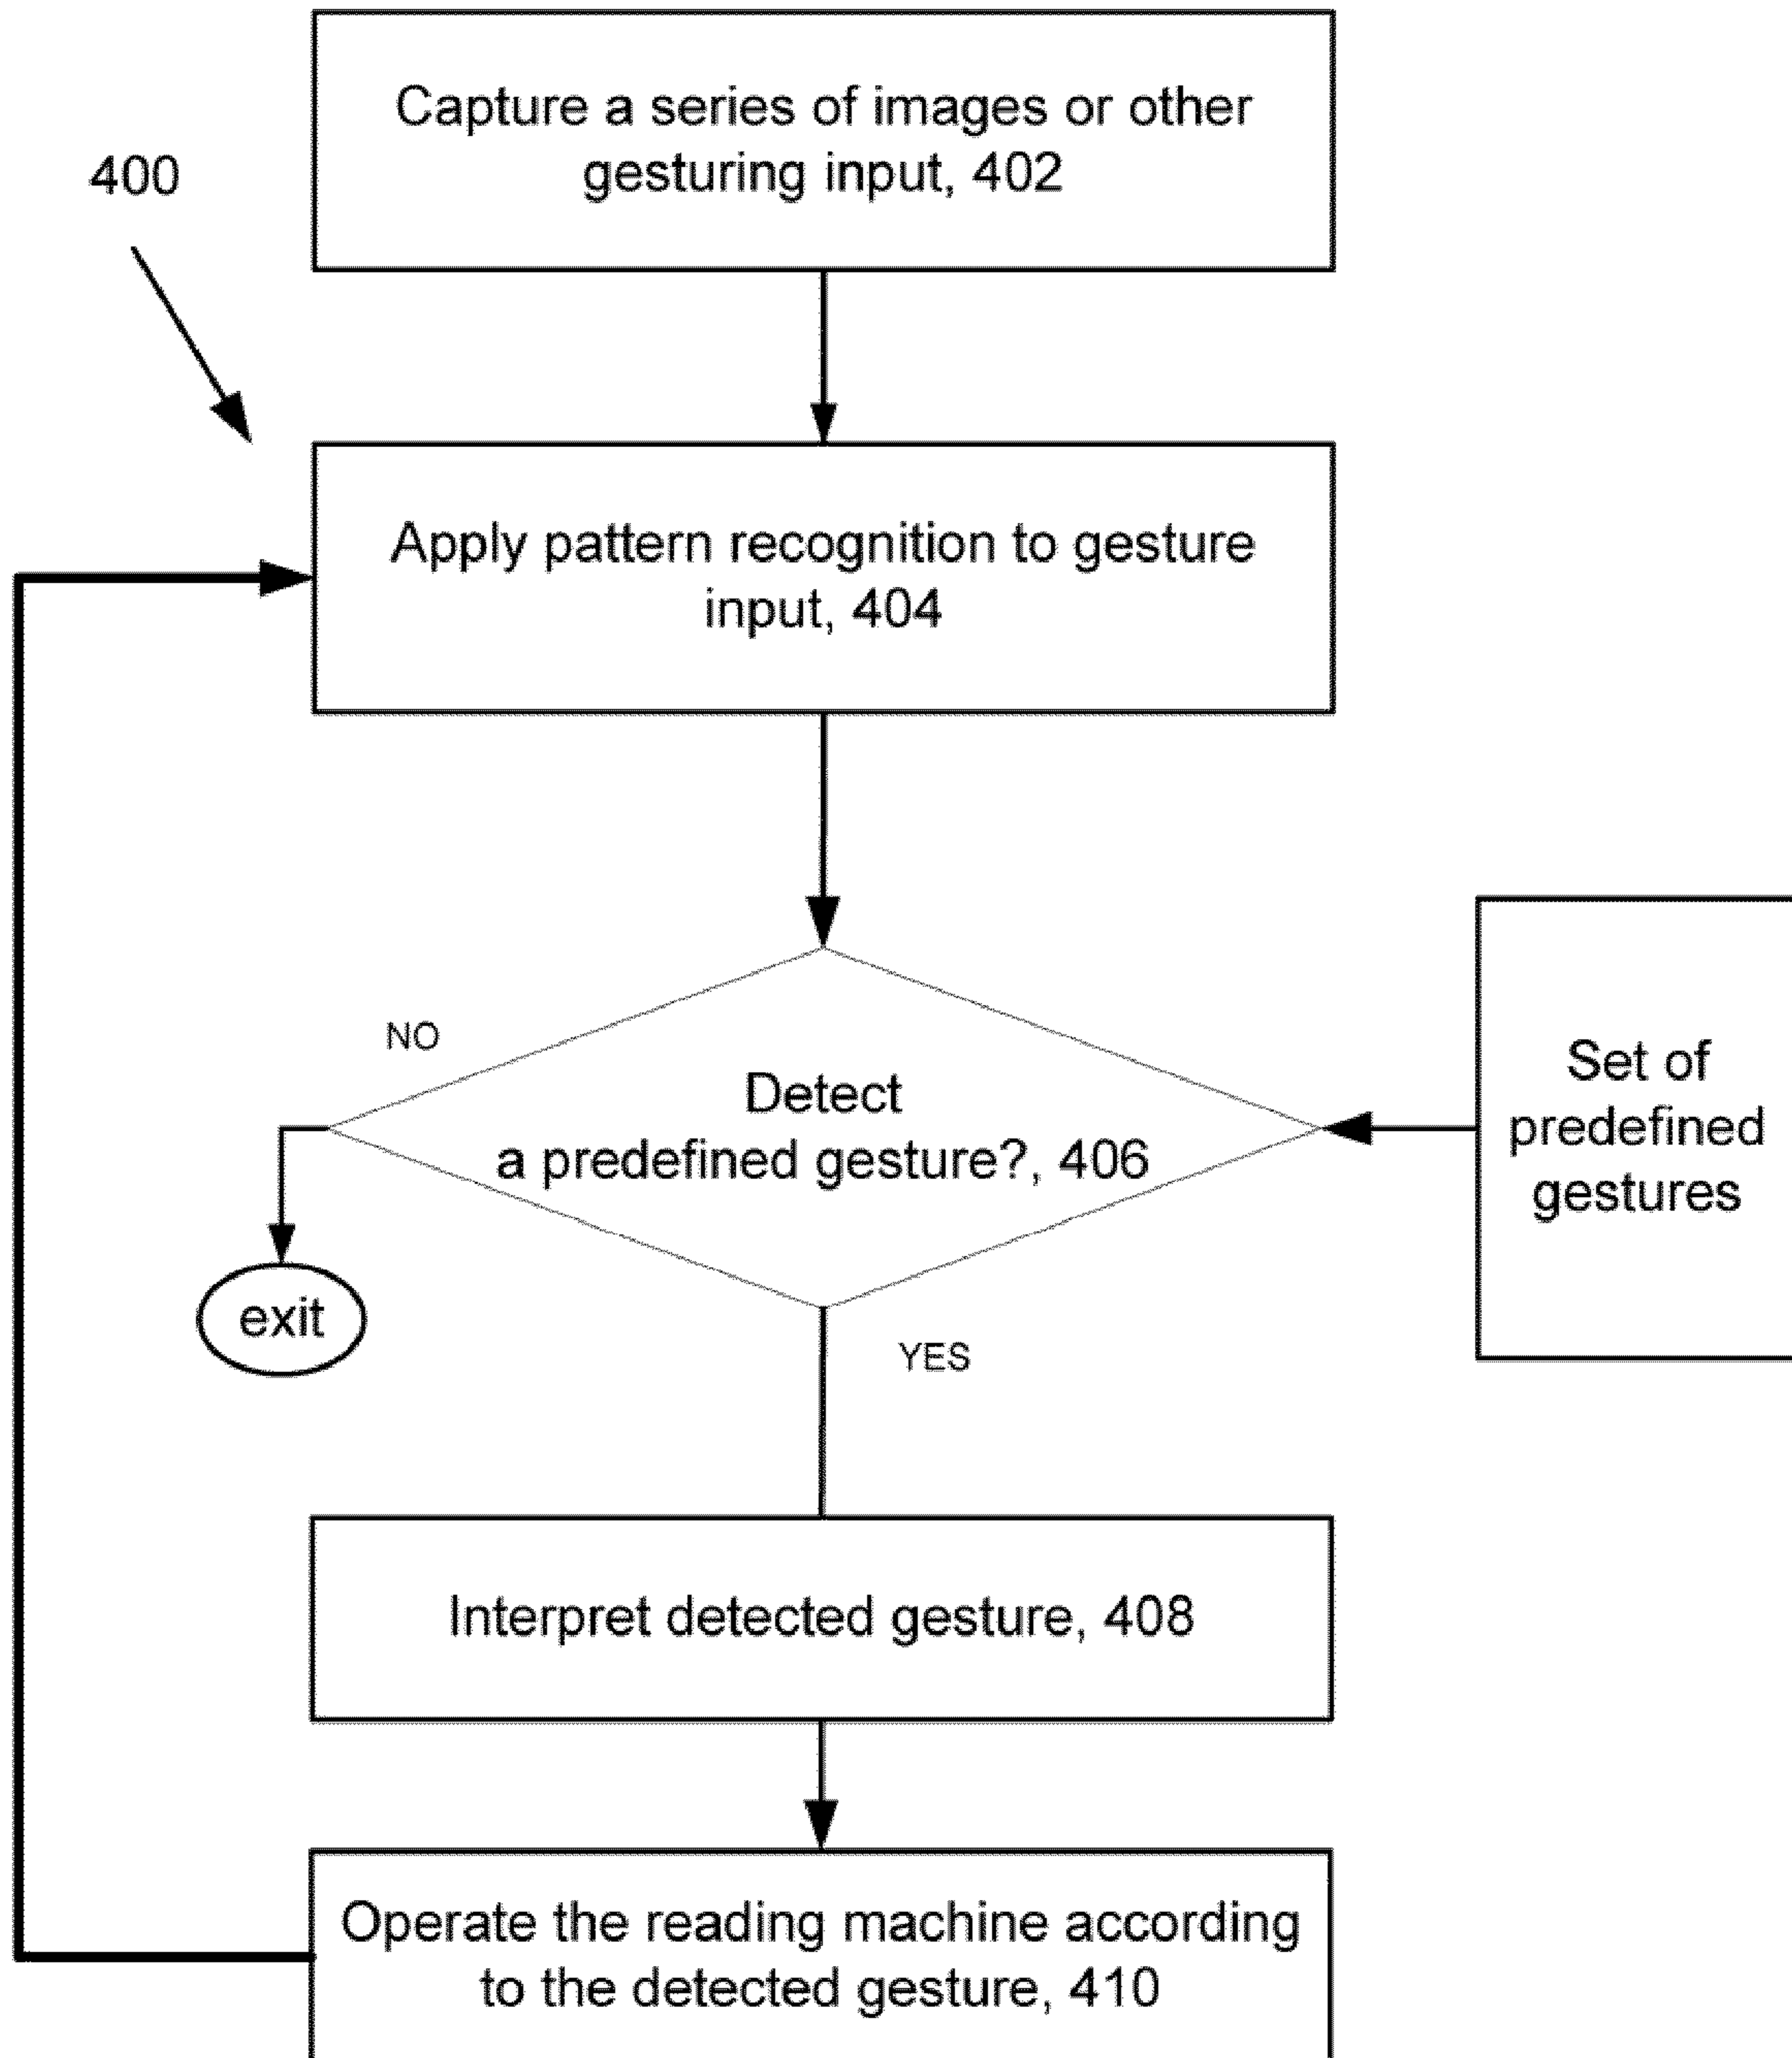 Capture a series of images or other
gesturing input, 402
400
Apply pattern recognition to gesture
input, 404
NO
Detect
a predefined gesture?, 406
Set of
predefined
gestures
exit
YES
Interpret detected gesture, 408
Operate the reading machine according
to the detected gesture, 410